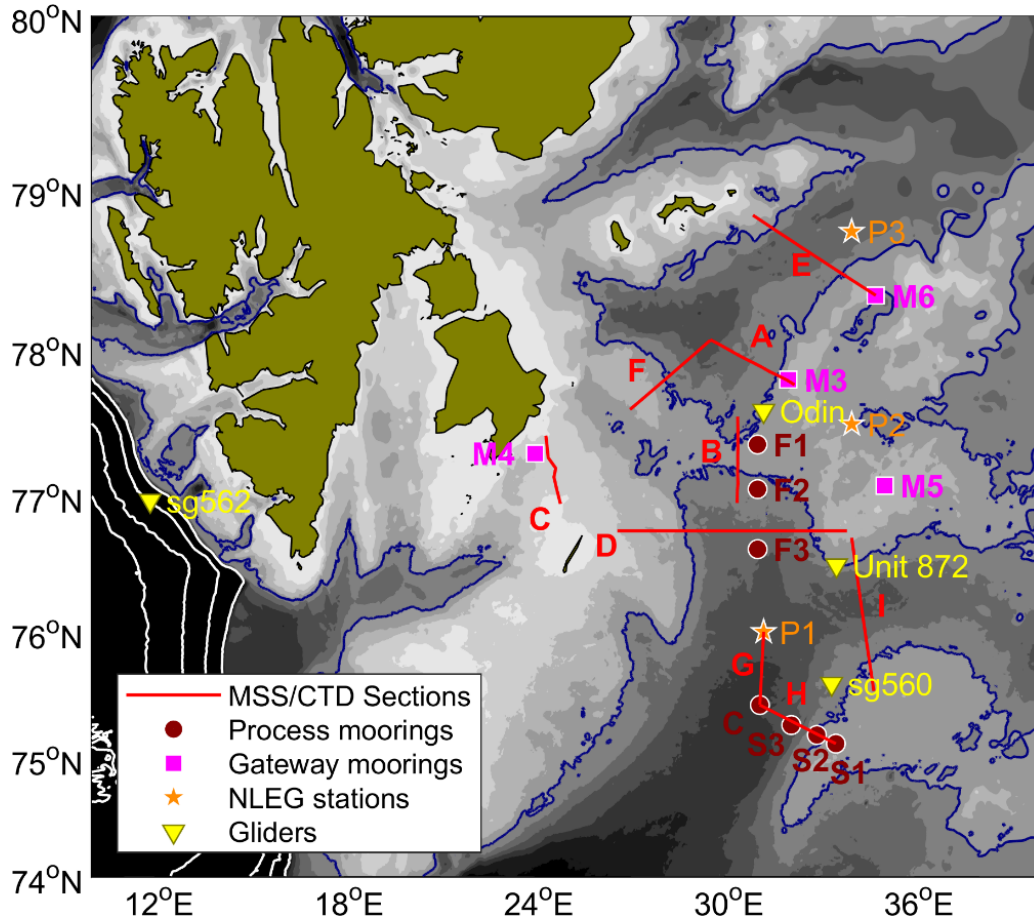 80°N
79°N
78°N
77°N
76°N
75°N
74°N
P3
E
M6
A
F
M3
Odin
P2
B
F1
M4
F2
M5
sg562
C
D
F3
Unit 872
I
P1
G
H
sg560
C
S3
S2
S1
MSS/CTD Sections
Process moorings
Gateway moorings
NLEG stations
Gliders
12°E
18°E
24°E
30°E
36°E